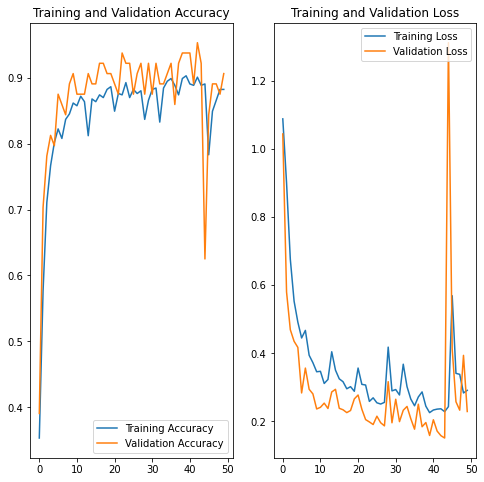 Training and Validation Accuracy
0.9
0.8
0.7
0.6
0.5
0.4
Training Accuracy
Validation Accuracy
0 10 20 30 40 50
Training and Validation Loss
Training Loss
Validation Loss
1.2
1.0
0.8
0.6
0.4
0.2
0 10 20 30 40 50